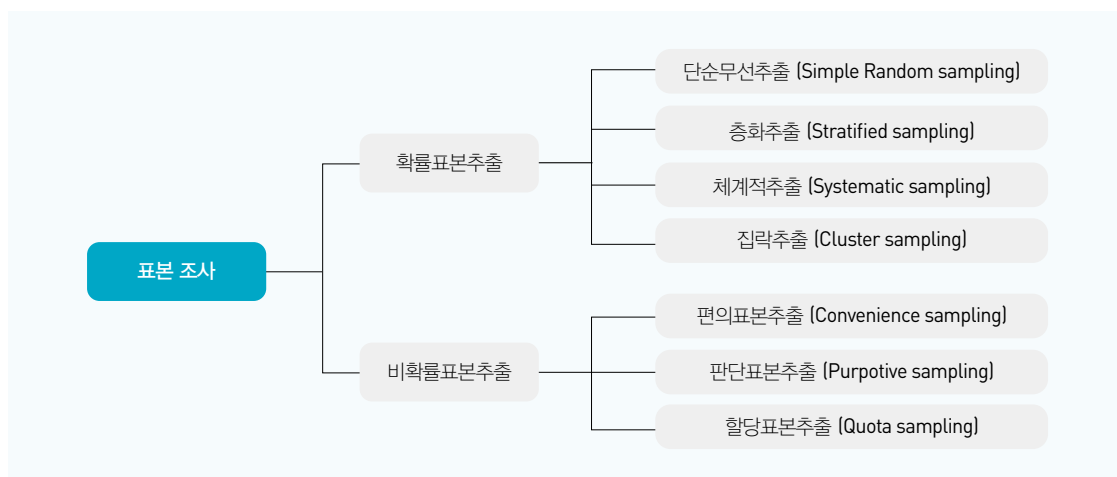 단순무선추출 (Simple Random sampling)
층화추출 (Stratified sampling)
확률표본추출
체계적추출 (Systematic sampling)
집락추출 (Cluster sampling)
표본 조사
편의표본추출 (Convenience sampling)
비확률표본추출
판단표본추출 (Purpotive sampling)
할당표본추출 (Quota sampling)